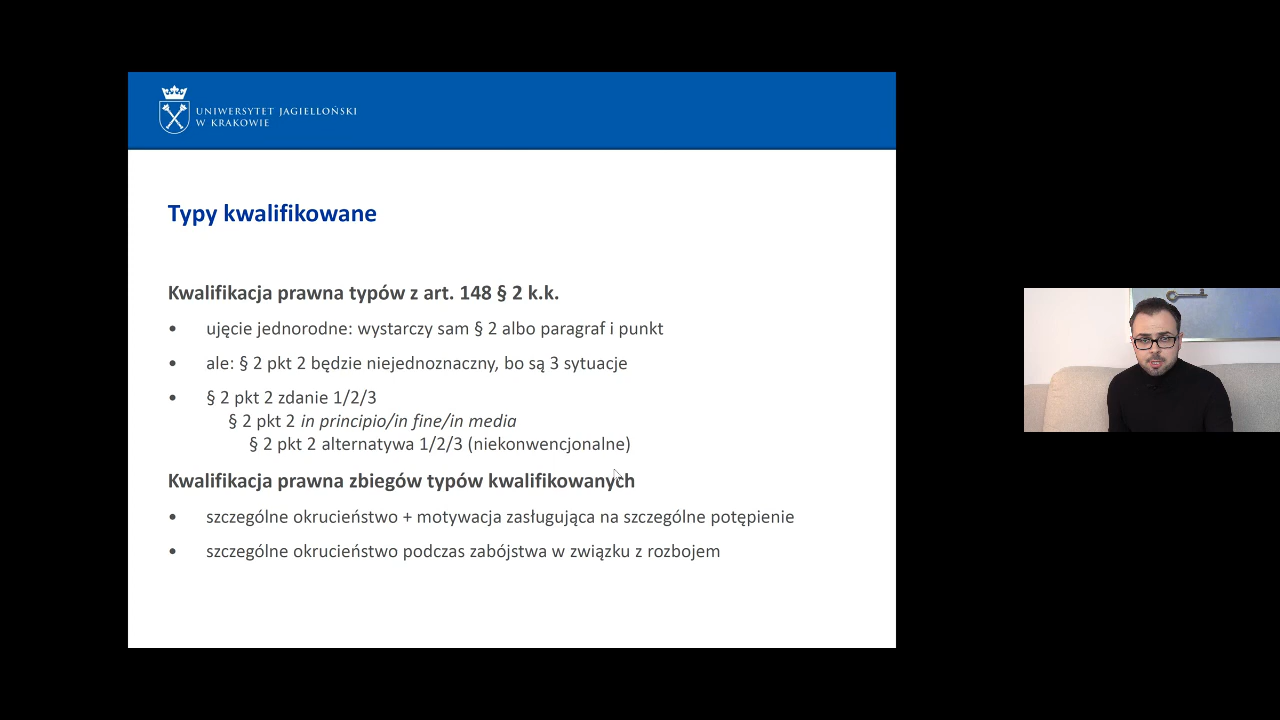 UNIWERSYTET JAGIELLOŃSKI
W KRAKOWIE
Typy kwalifikowane
Kwalifikacja prawna typów z art. 148 § 2 k.k.
• ujęcie jednorodne: wystarczy sam § 2 albo paragraf i punkt
• ale: § 2 pkt 2 będzie niejednoznaczny, bo są 3 sytuacje
• § 2 pkt 2 zdanie 1/2/3
§ 2 pkt 2 in principio/in fine/in media
§ 2 pkt 2 alternatywa 1/2/3 (niekonwencjonalne)
Kwalifikacja prawna zbiegów typów kwalifikowanych
• szczególne okrucieństwo + motywacja zasługująca na szczególne potępienie
• szczególne okrucieństwo podczas zabójstwa w związku z rozbojem